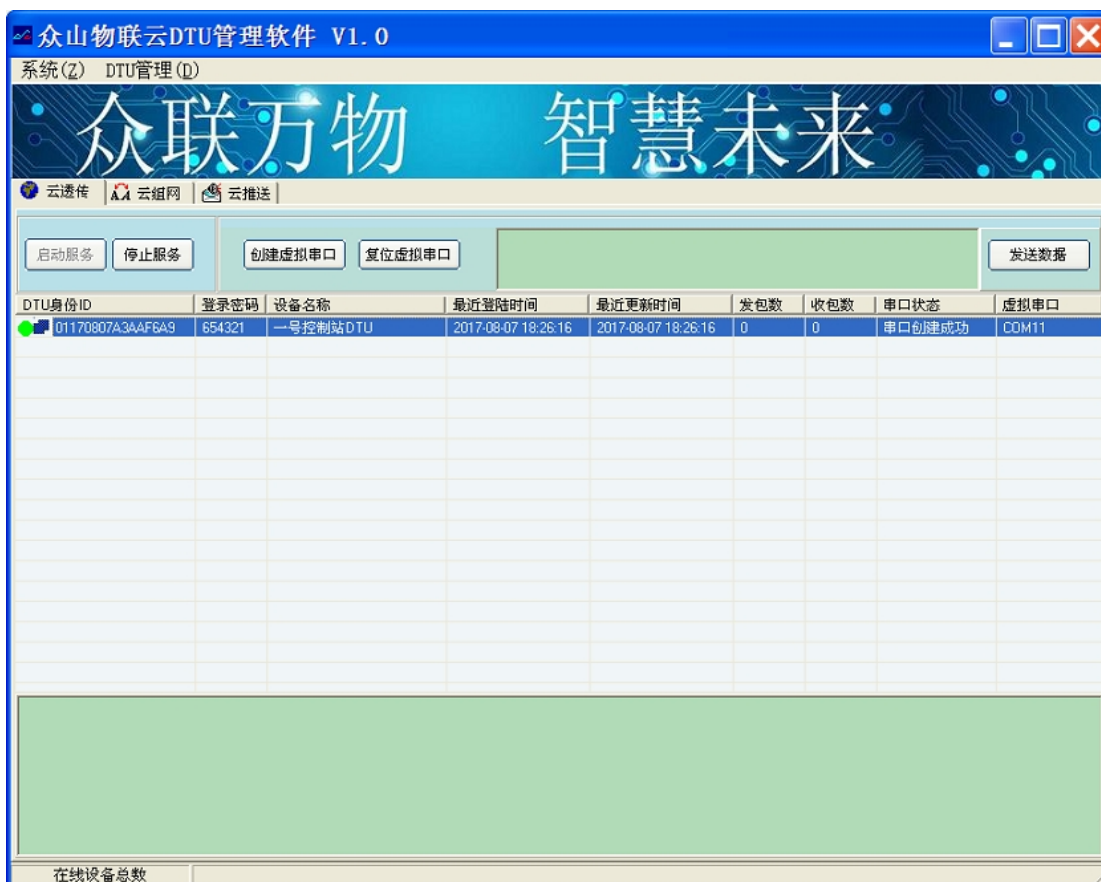 众山物联云DTU管理软件 V1.0
系统(Z) DTU管理(D)
众联万物 智慧未来
云透传 云组网 云推送
启动服务 停止服务 创建虚拟串口 复位虚拟串口 发送数据
DTU身份ID 登录密码 设备名称 最近登陆时间 最近更新时间 发包数 收包数 串口状态 虚拟串口
01170807A3AAF6A9 654321 一号控制站DTU 2017-08-07 18:26:16 2017-08-07 18:26:16 0 0 串口创建成功 COM11
在线设备总数